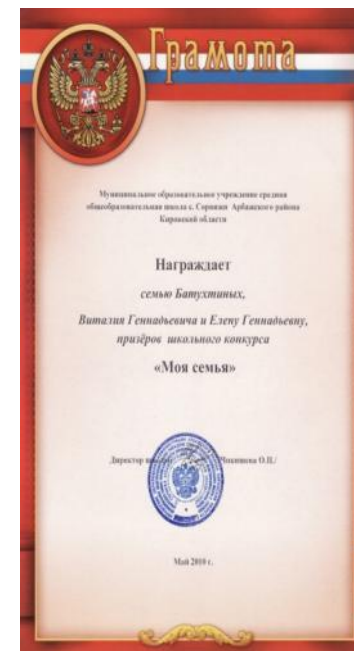 Грамота
Муниципальное образовательное учреждение средняя
общеобразовательная школа с. Сорвижи Арбажского района
Кировской области
Награждает
семью Батухтиных,
Виталия Геннадьевича и Елену Геннадьевну,
призёров школьного конкурса
«Моя семья»
Директор О.Н./
Май 2010 г.